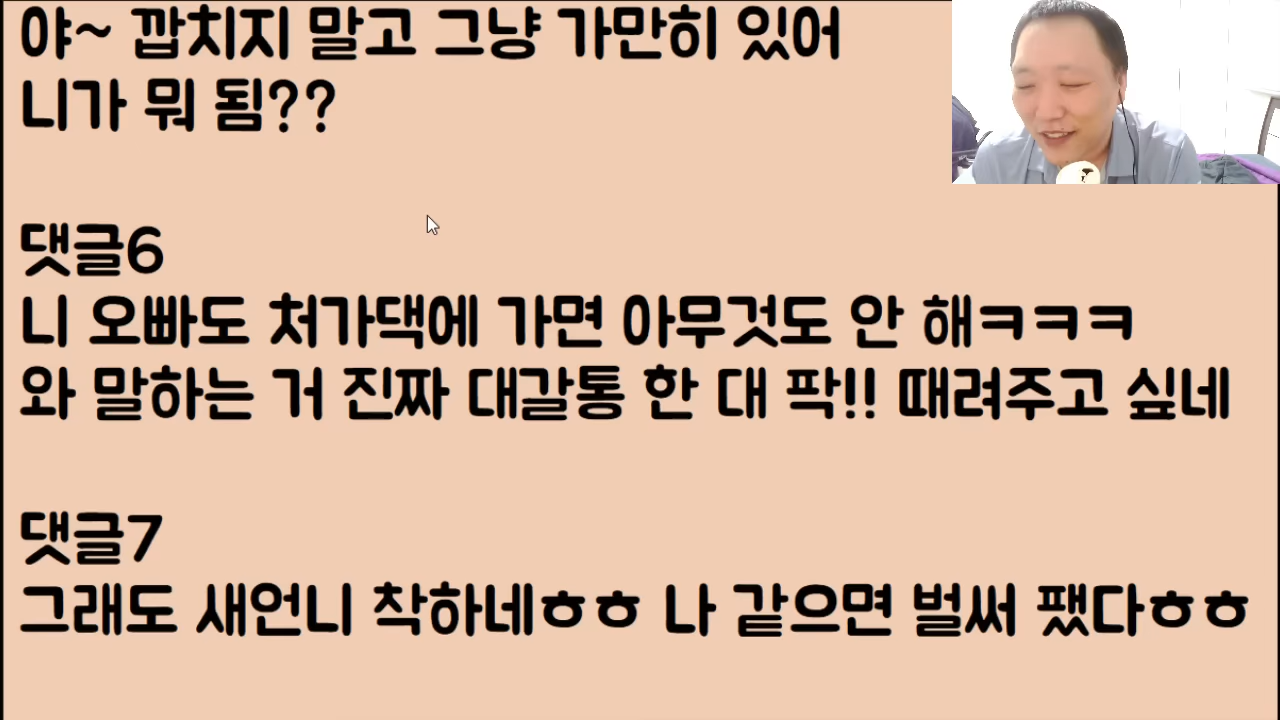 야~ 깝치지 말고 그냥 가만히 있어
니가 뭐 됨??
댓글6
니 오빠도 처가댁에 가면 아무것도 안 해ㅋㅋㅋ
와 말하는 거 진짜 대갈통 한 대 팍!! 때려주고 싶네
댓글7
그래도 새언니 착하네ㅎㅎ 나 같으면 벌써 팼다ㅎㅎ